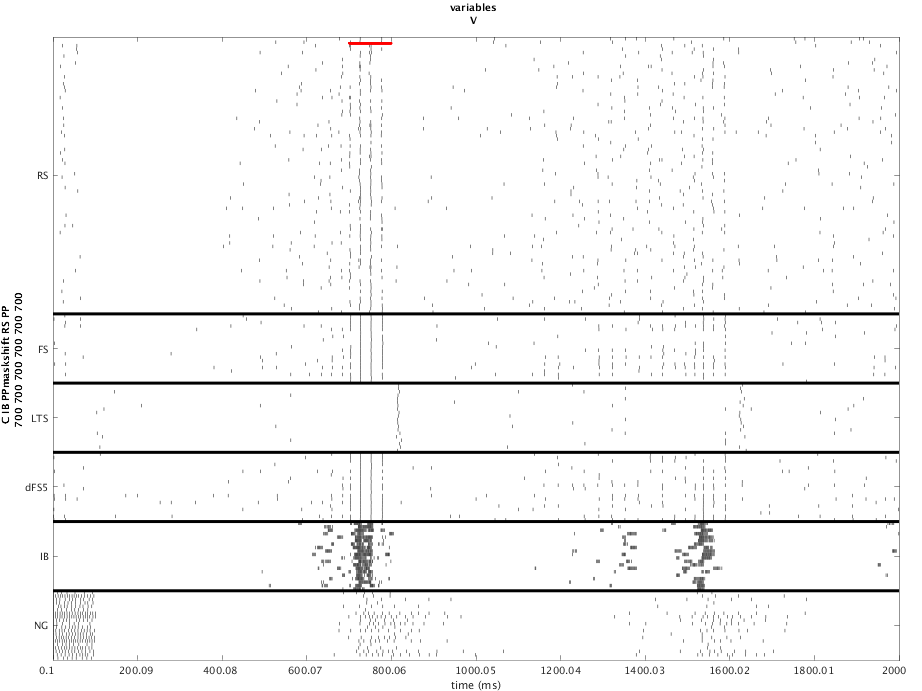 variables
V
RS
FS
LTS
dFS5
IB
NG
C IB PPmaskshift RS PP
700 700 700 700 700 700 700
0.1 200.09 400.08 600.07 800.06 1000.05 1200.04 1400.03 1600.02 1800.01 2000
time (ms)